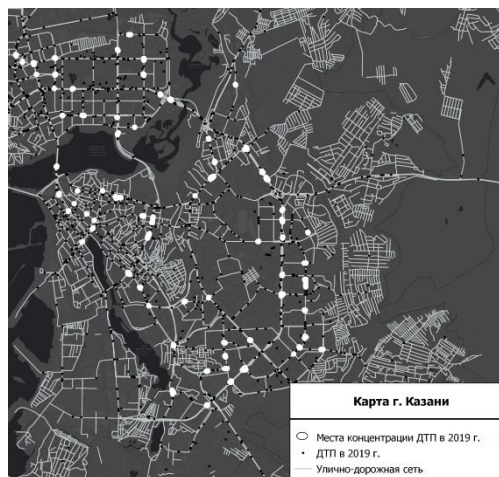 Карта г. Казани
Места концентрации ДТП в 2019 г.
ДТП в 2019 г.
Улично-дорожная сеть